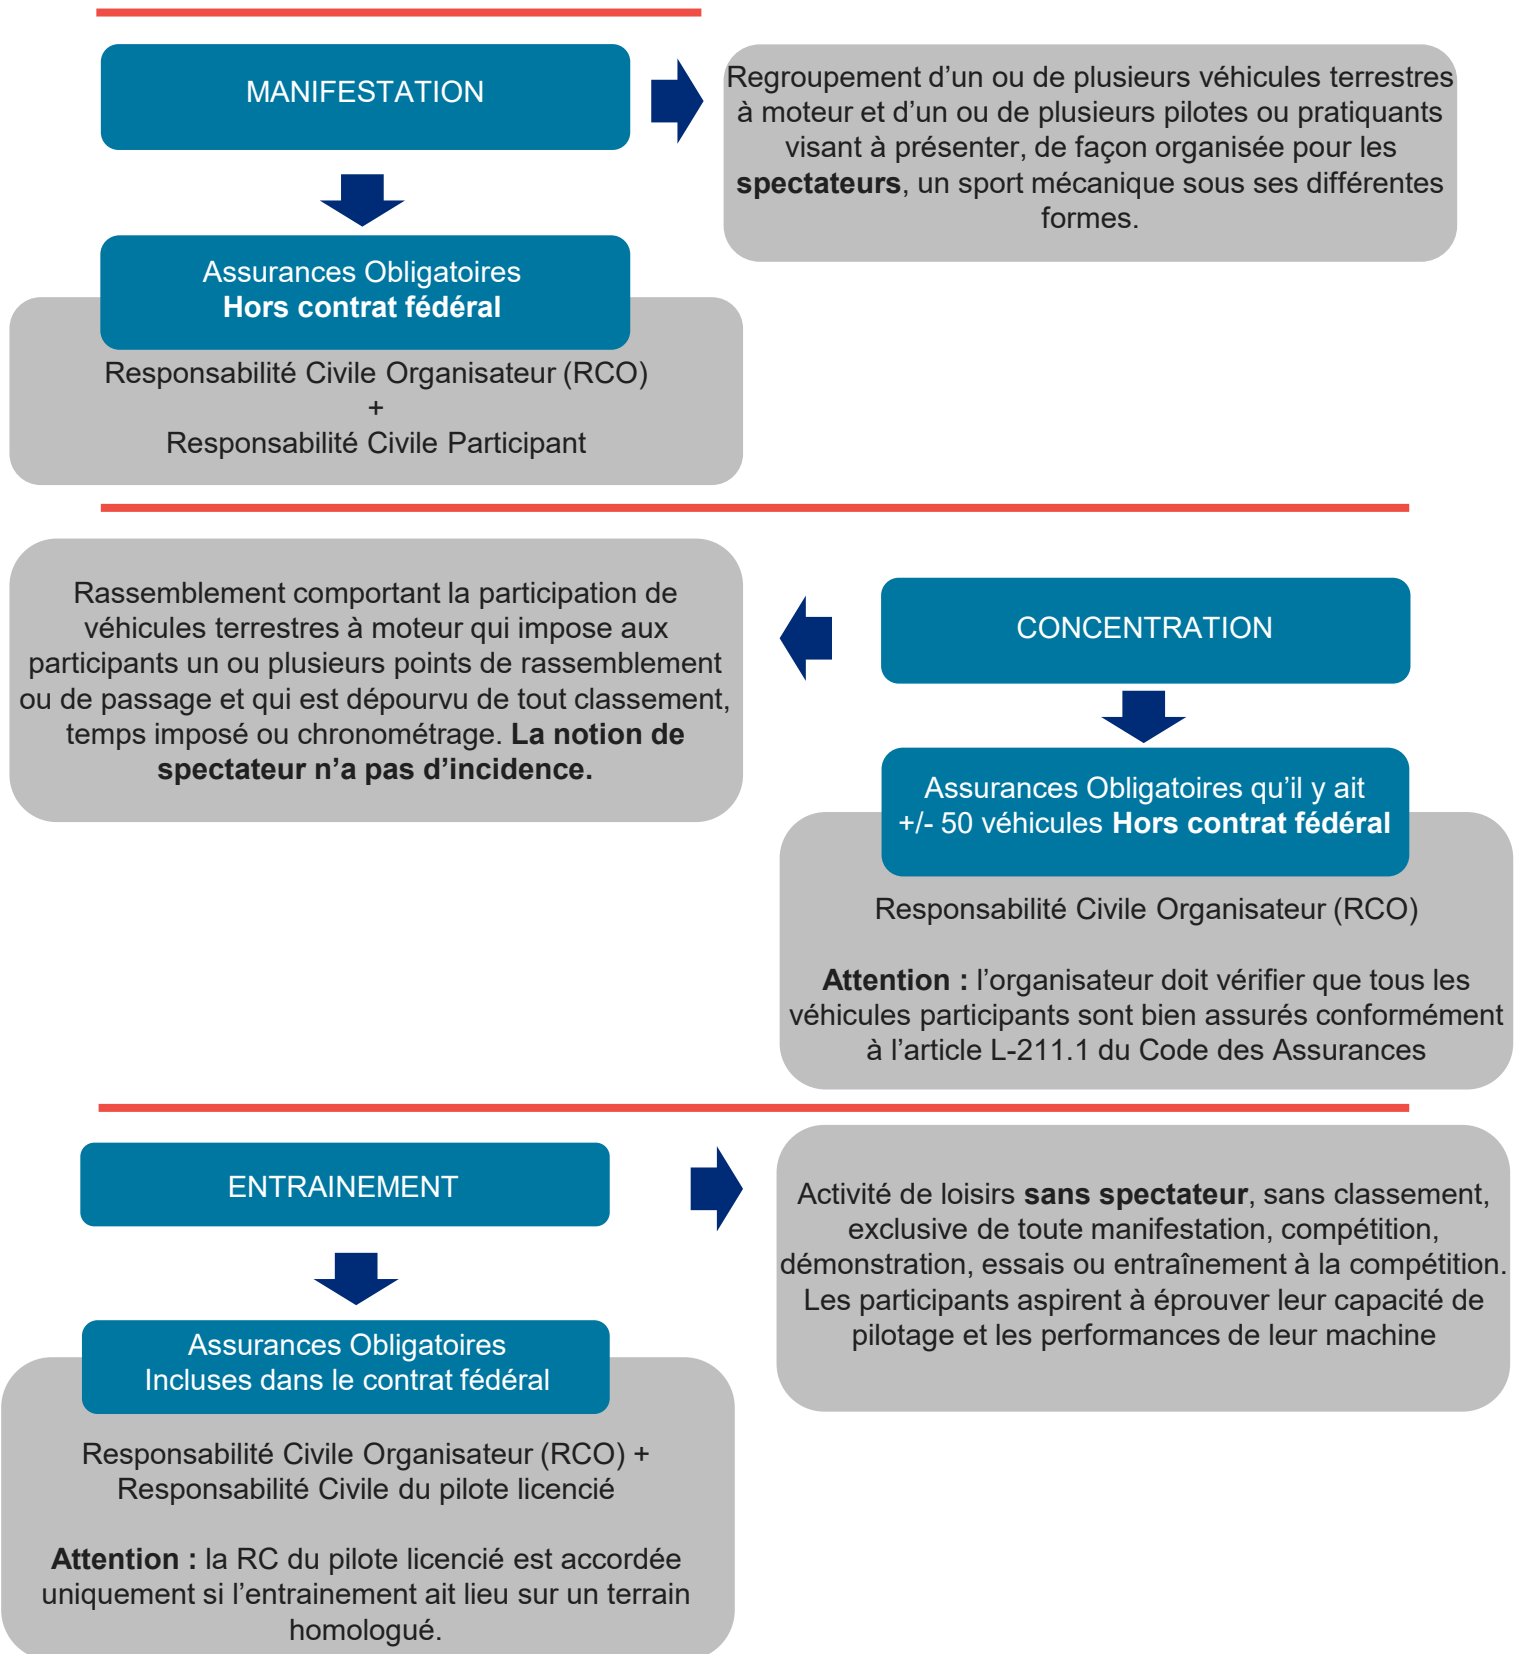 MANIFESTATION
Regroupement d’un ou de plusieurs véhicules terrestres
à moteur et d’un ou de plusieurs pilotes ou pratiquants
visant à présenter, de façon organisée pour les
spectateurs, un sport mécanique sous ses différentes
formes.
Assurances Obligatoires
Hors contrat fédéral
Responsabilité Civile Organisateur (RCO)
+
Responsabilité Civile Participant
Rassemblement comportant la participation de
véhicules terrestres à moteur qui impose aux
participants un ou plusieurs points de rassemblement
ou de passage et qui est dépourvu de tout classement,
temps imposé ou chronométrage. La notion de
spectateur n’a pas d’incidence.
CONCENTRATION
Assurances Obligatoires qu’il y ait
+/- 50 véhicules Hors contrat fédéral
Responsabilité Civile Organisateur (RCO)
Attention : l’organisateur doit vérifier que tous les
véhicules participants sont bien assurés conformément
à l’article L-211.1 du Code des Assurances
ENTRAINEMENT
Activité de loisirs sans spectateur, sans classement,
exclusive de toute manifestation, compétition,
démonstration, essais ou entraînement à la compétition.
Les participants aspirent à éprouver leur capacité de
pilotage et les performances de leur machine
Assurances Obligatoires
Incluses dans le contrat fédéral
Responsabilité Civile Organisateur (RCO) +
Responsabilité Civile du pilote licencié
Attention : la RC du pilote licencié est accordée
uniquement si l’entrainement ait lieu sur un terrain
homologué.